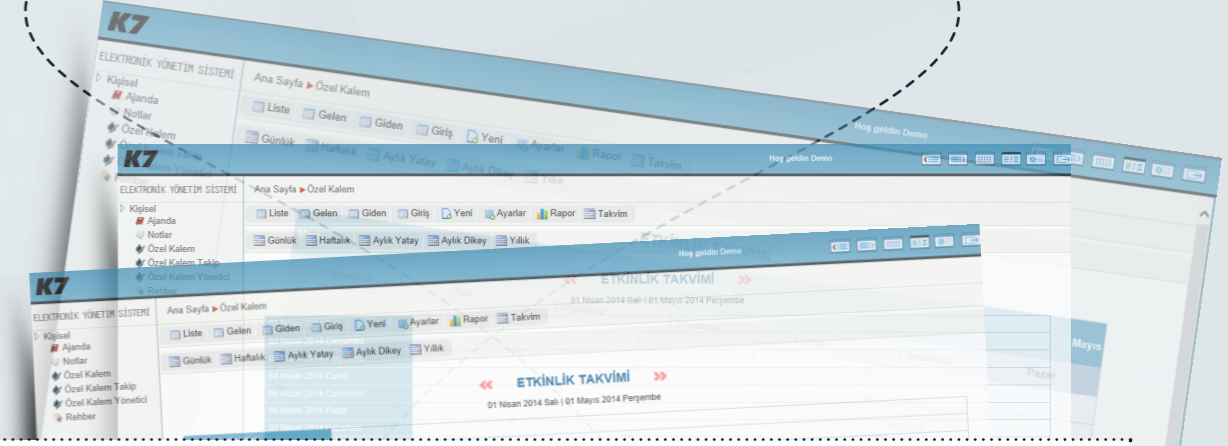 K7
ELEKTRONİK YÖNETİM SİSTEMİ
Ana Sayfa Özel Kalem
Hoş geldin Demo
Kişisel
Ajanda
Notlar
Özel Kalem
Liste Gelen Giden Giriş Yeni Ayarlar Rapor Takvim
Günlük Haftalık Aylık Yatay Aylık Dikey Yıllık
K7
Hoş geldin Demo
ELEKTRONİK YÖNETİM SİSTEMİ
Ana Sayfa Özel Kalem
Kişisel
Ajanda
Notlar
Özel Kalem
Özel Kalem Takip
Özel Kalem Yönetici
Rehber
Liste Gelen Giden Giriş Yeni Ayarlar Rapor Takvim
Günlük Haftalık Aylık Yatay Aylık Dikey Yıllık
ETKİNLİK TAKVİMİ
01 Nisan 2014 Salı | 01 Mayıs 2014 Perşembe
Mayıs
Pazar
04 Nisan 2014 Cuma
05 Nisan 2014 Cumartesi
06 Nisan 2014 Pazar
K7
Hoş geldin Demo
ELEKTRONİK YÖNETİM SİSTEMİ
Ana Sayfa Özel Kalem
Kişisel
Ajanda
Notlar
Özel Kalem
Özel Kalem Takip
Özel Kalem Yönetici
Rehber
Liste Gelen Giden Giriş Yeni Ayarlar Rapor Takvim
Günlük Haftalık Aylık Yatay Aylık Dikey Yıllık
ETKİNLİK TAKVİMİ
01 Nisan 2014 Salı | 01 Mayıs 2014 Perşembe